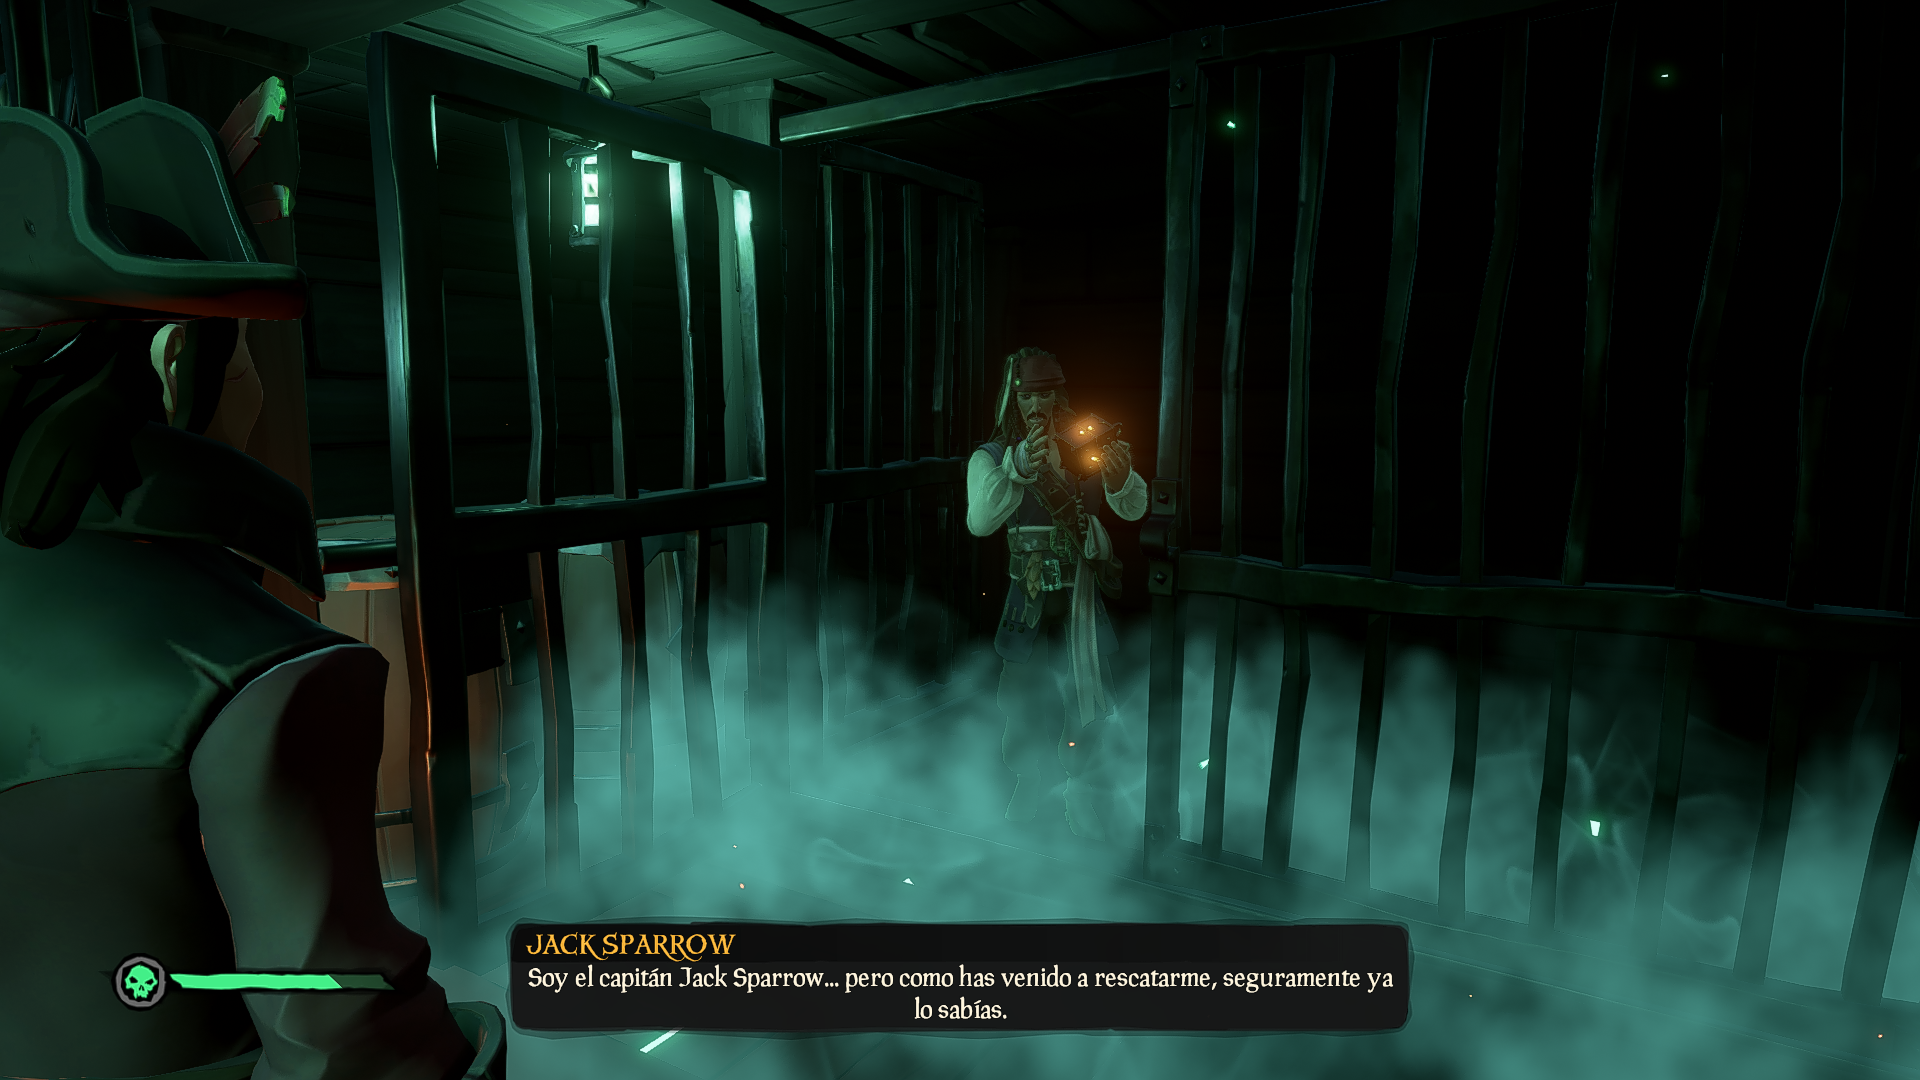 JACK SPARROW
Soy el capitán Jack Sparrow... pero como has venido a rescatarme, seguramente ya
lo sabías.